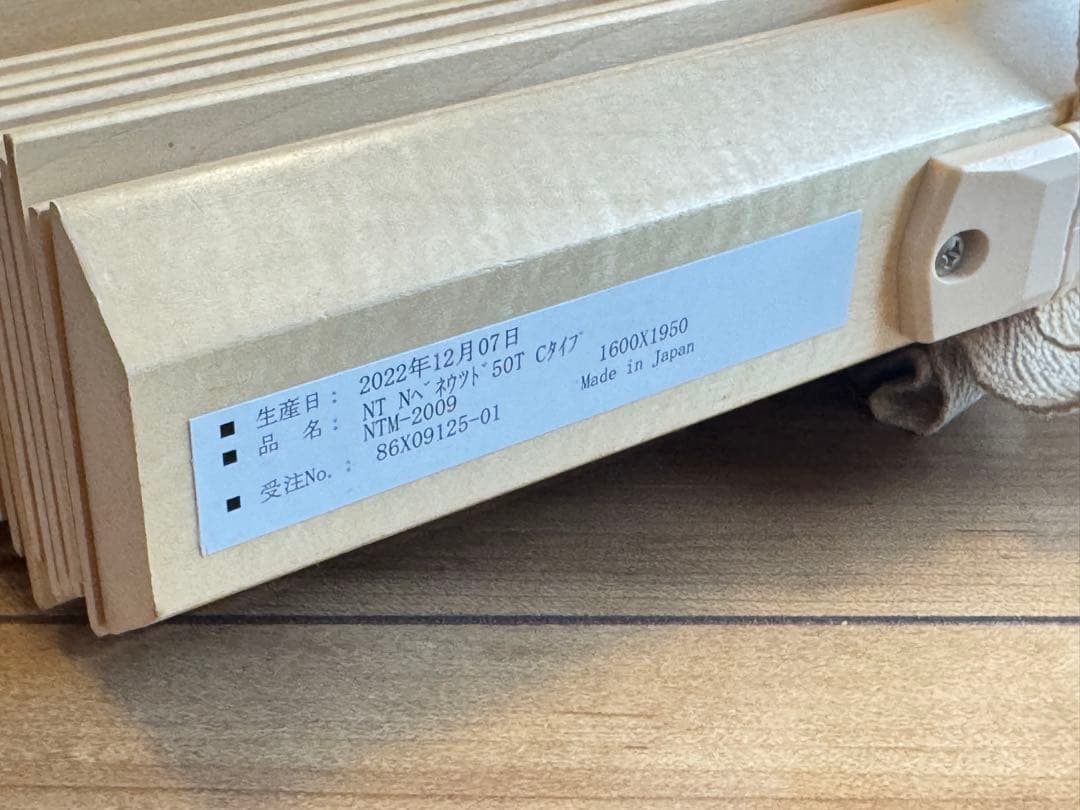 ■ 生産日： 2022年12月07日
■ 品　名： NT Nﾍﾞﾈｳﾂﾄﾞ50T Cﾀｲﾌﾟ 1600X1950
NTM-2009 Made in Japan
■ 受注No.： 86X09125-01